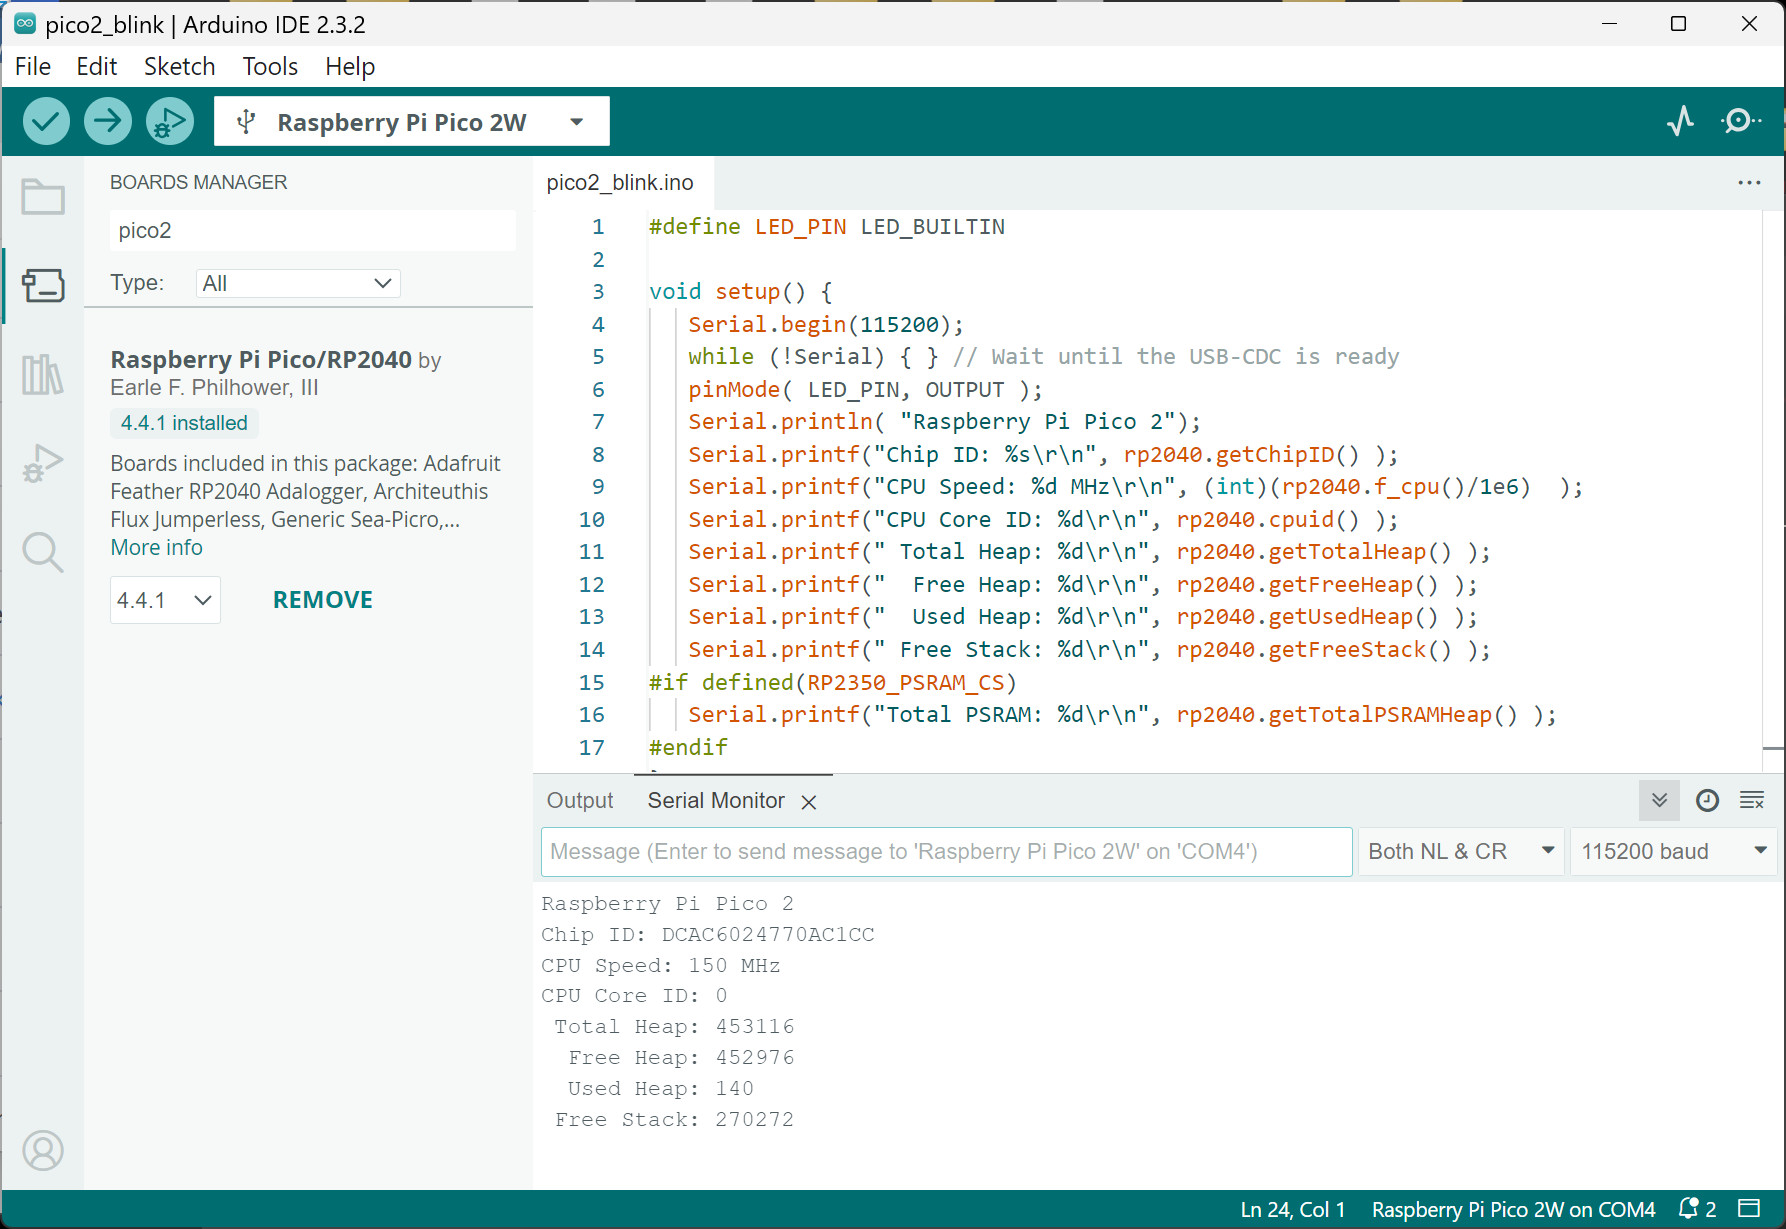 pico2_blink | Arduino IDE 2.3.2
File Edit Sketch Tools Help
Raspberry Pi Pico 2W
BOARDS MANAGER
pico2
Type: All
Raspberry Pi Pico/RP2040 by
Earle F. Philhower, III
4.4.1 installed
Boards included in this package: Adafruit
Feather RP2040 Adalogger, Architeuthis
Flux Jumperless, Generic Sea-Picro,...
More info
4.4.1 REMOVE
pico2_blink.ino
1 #define LED_PIN LED_BUILTIN
2
3 void setup() {
4 Serial.begin(115200);
5 while (!Serial) { } // Wait until the USB-CDC is ready
6 pinMode( LED_PIN, OUTPUT );
7 Serial.println( "Raspberry Pi Pico 2");
8 Serial.printf("Chip ID: %s\r\n", rp2040.getChipID() );
9 Serial.printf("CPU Speed: %d MHz\r\n", (int)(rp2040.f_cpu()/1e6)  );
10 Serial.printf("CPU Core ID: %d\r\n", rp2040.cpuid() );
11 Serial.printf(" Total Heap: %d\r\n", rp2040.getTotalHeap() );
12 Serial.printf("  Free Heap: %d\r\n", rp2040.getFreeHeap() );
13 Serial.printf("  Used Heap: %d\r\n", rp2040.getUsedHeap() );
14 Serial.printf(" Free Stack: %d\r\n", rp2040.getFreeStack() );
15 #if defined(RP2350_PSRAM_CS)
16 Serial.printf("Total PSRAM: %d\r\n", rp2040.getTotalPSRAMHeap() );
17 #endif
Output Serial Monitor
Message (Enter to send message to 'Raspberry Pi Pico 2W' on 'COM4') Both NL & CR 115200 baud
Raspberry Pi Pico 2
Chip ID: DCAC6024770AC1CC
CPU Speed: 150 MHz
CPU Core ID: 0
Total Heap: 453116
Free Heap: 452976
Used Heap: 140
Free Stack: 270272
Ln 24, Col 1 Raspberry Pi Pico 2W on COM4 2